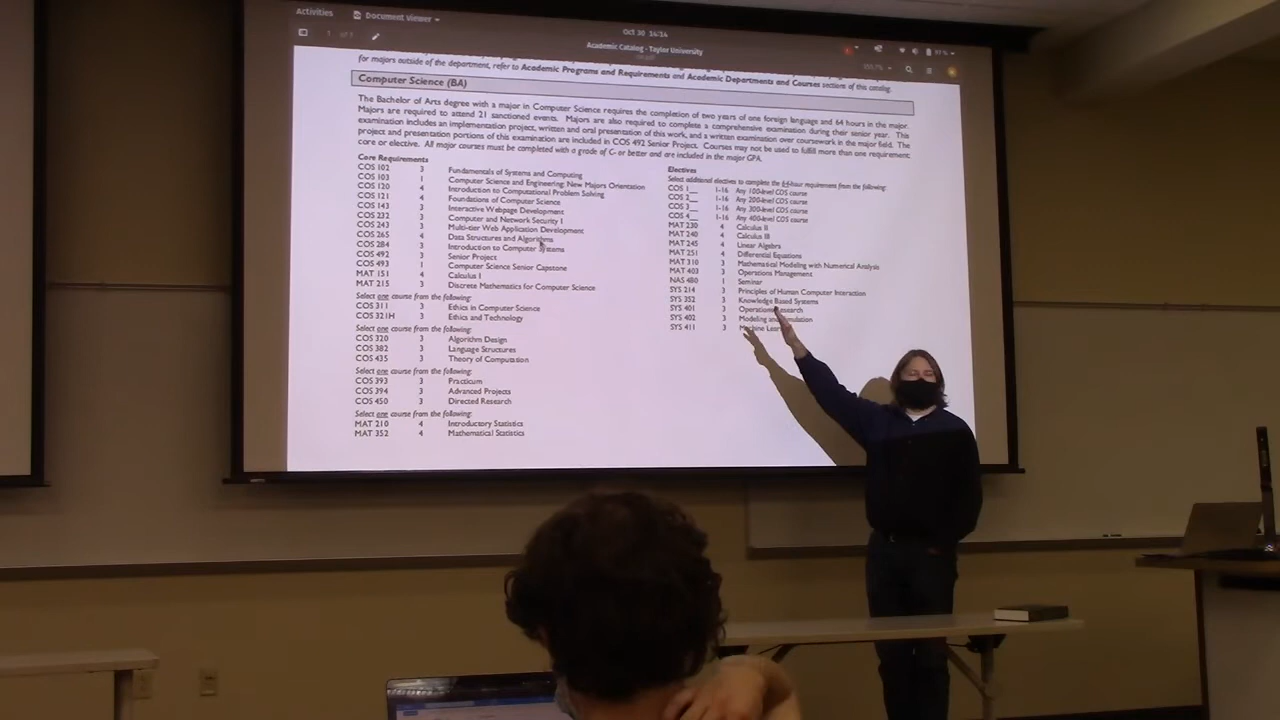 Activities
Document Viewer
Oct 30 14:14
Academic Catalog - Taylor University
for majors outside of the department, refer to Academic Programs and Requirements and Academic Departments and Courses sections of this catalog.
Computer Science (BA)
The Bachelor of Arts degree with a major in Computer Science requires the completion of two years of one foreign language and 64 hours in the major.
Majors are required to attend 21 sanctioned events. Majors are also required to complete a comprehensive examination during their senior year. This
examination includes an implementation project, written and oral presentation of this work, and a written examination over coursework in the major field. The
project and presentation portions of this examination are included in COS 492 Senior Project. Courses may not be used to fulfill more than one requirement
core or elective. All major courses must be completed with a grade of C- or better and are included in the major GPA.
Core Requirements
COS 102 3 Fundamentals of Systems and Computing
COS 103 1 Computer Science and Engineering: New Majors Orientation
COS 120 4 Introduction to Computational Problem Solving
COS 121 4 Foundations of Computer Science
COS 143 3 Interactive Webpage Development
COS 232 3 Computer and Network Security I
COS 243 3 Multi-tier Web Application Development
COS 265 4 Data Structures and Algorithms
COS 284 3 Introduction to Computer Systems
COS 492 3 Senior Project
COS 493 1 Computer Science Senior Capstone
MAT 151 4 Calculus I
MAT 215 3 Discrete Mathematics for Computer Science
Select one course from the following:
COS 311 3 Ethics in Computer Science
COS 321H 3 Ethics and Technology
Select one course from the following:
COS 320 3 Algorithm Design
COS 382 3 Language Structures
COS 435 3 Theory of Computation
Select one course from the following:
COS 393 3 Practicum
COS 394 3 Advanced Projects
COS 450 3 Directed Research
Select one course from the following:
MAT 210 4 Introductory Statistics
MAT 352 4 Mathematical Statistics
Electives
Select additional electives to complete the 64-hour requirement from the following:
COS 1__ 1-16 Any 100-level COS course
COS 2__ 1-16 Any 200-level COS course
COS 3__ 1-16 Any 300-level COS course
COS 4__ 1-16 Any 400-level COS course
MAT 230 4 Calculus II
MAT 240 4 Calculus III
MAT 245 4 Linear Algebra
MAT 251 4 Differential Equations
MAT 310 3 Mathematical Modeling with Numerical Analysis
MAT 403 3 Operations Management
NAS 480 1 Seminar
SYS 214 3 Principles of Human Computer Interaction
SYS 352 3 Knowledge Based Systems
SYS 401 3 Operations Research
SYS 402 3 Modeling and Simulation
SYS 411 3 Machine